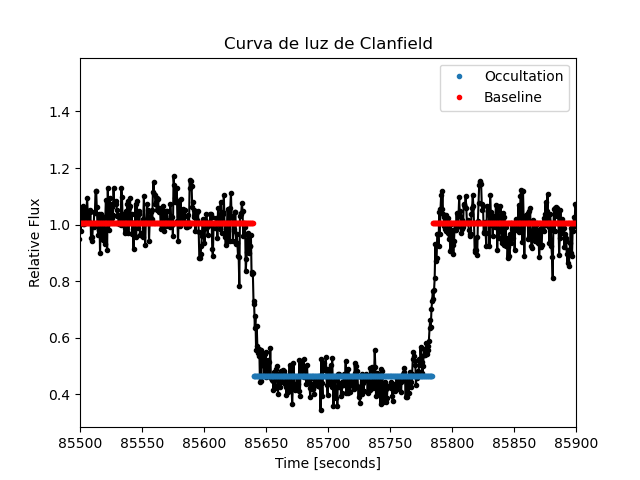 Curva de luz de Clanfield
Occultation
Baseline
Relative Flux
1.4
1.2
1.0
0.8
0.6
0.4
85500 85550 85600 85650 85700 85750 85800 85850 85900
Time [seconds]